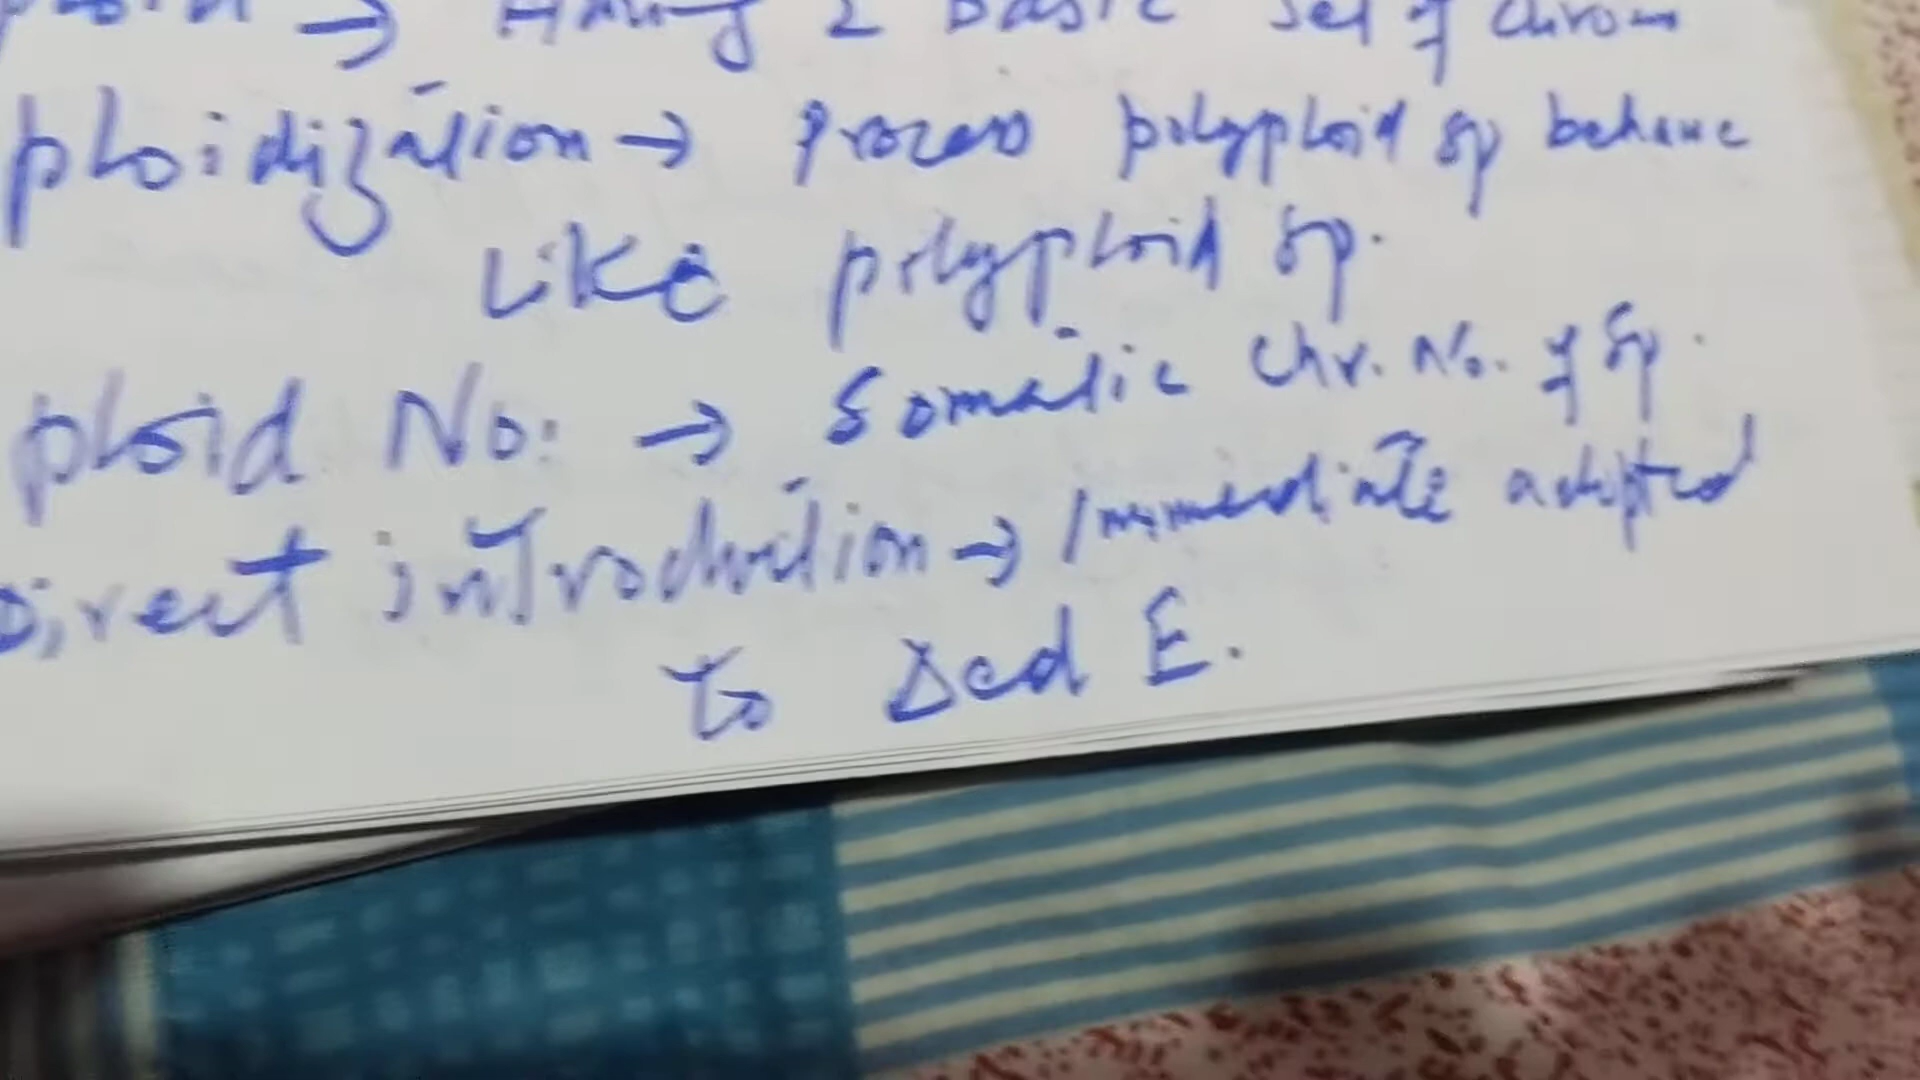 → Having 2 basic set of chrom
ploidization → Process polyploid sp behave
Like polyploid sp.
ploid No: → Somatic chr. No. of Sp.
Direct introduction → Immediate adapted
to Δed E.